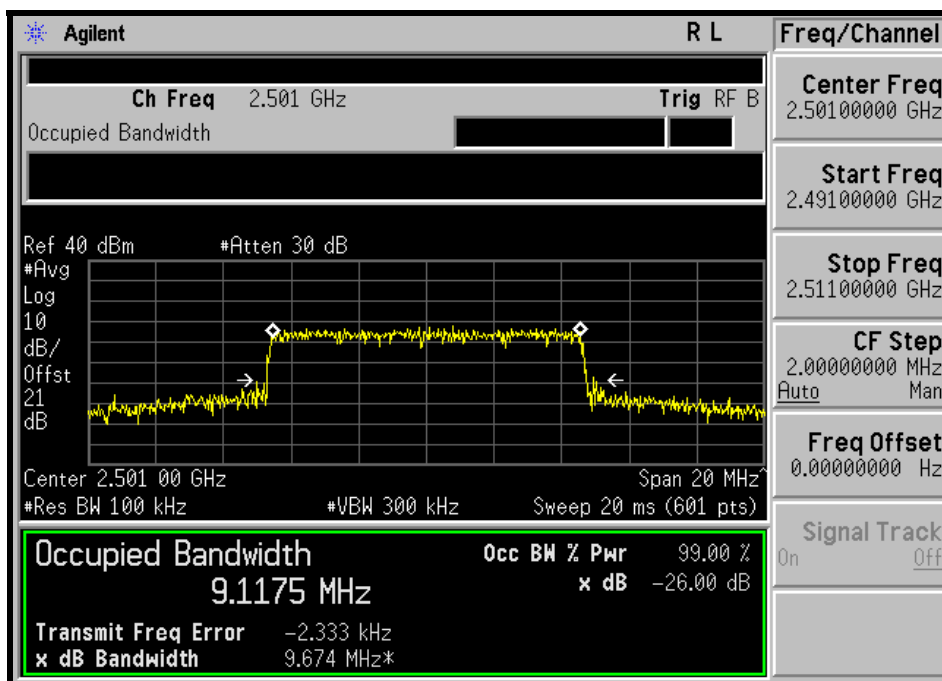 Agilent
R L
Ch Freq 2.501 GHz
Trig RF B
Occupied Bandwidth
Ref 40 dBm
#Atten 30 dB
#Avg
Log
10
dB/
Offst
21
dB
Center 2.501 00 GHz
Span 20 MHz^
#Res BW 100 kHz
#VBW 300 kHz
Sweep 20 ms (601 pts)
Occupied Bandwidth
9.1175 MHz
Occ BW % Pwr 99.00 %
x dB -26.00 dB
Transmit Freq Error -2.333 kHz
x dB Bandwidth 9.674 MHz*
Freq/Channel
Center Freq
2.50100000 GHz
Start Freq
2.49100000 GHz
Stop Freq
2.51100000 GHz
CF Step
2.00000000 MHz
Auto Man
Freq Offset
0.00000000 Hz
Signal Track
On Off